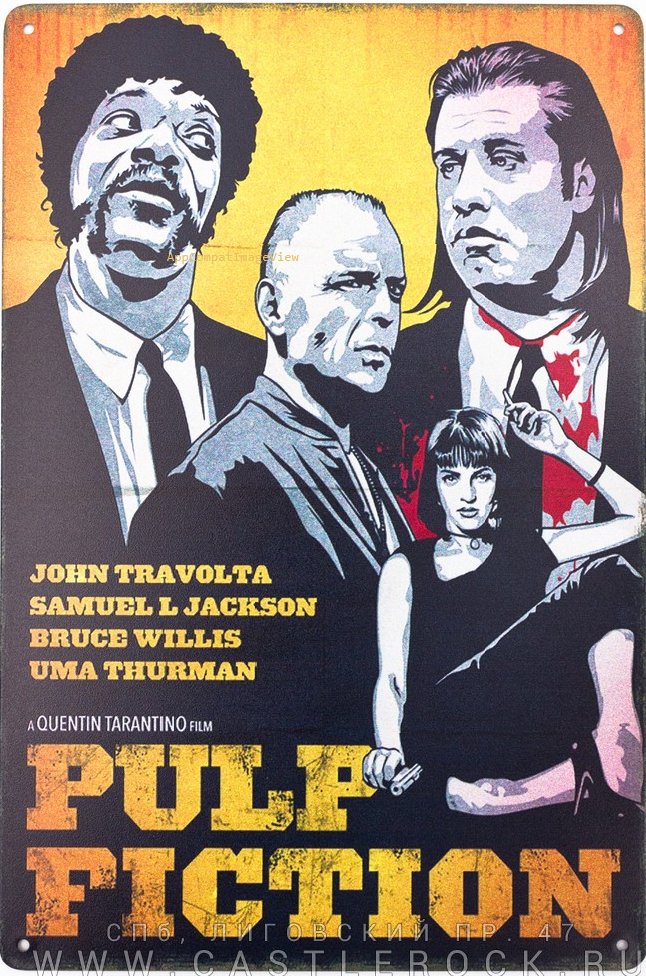 AppCompatImageView
JOHN TRAVOLTA
SAMUEL L JACKSON
BRUCE WILLIS
UMA THURMAN
A QUENTIN TARANTINO FILM
PULP
FICTION
СПб, ЛИГОВСКИЙ ПР. 47
WWW.CASTLEROCK.RU